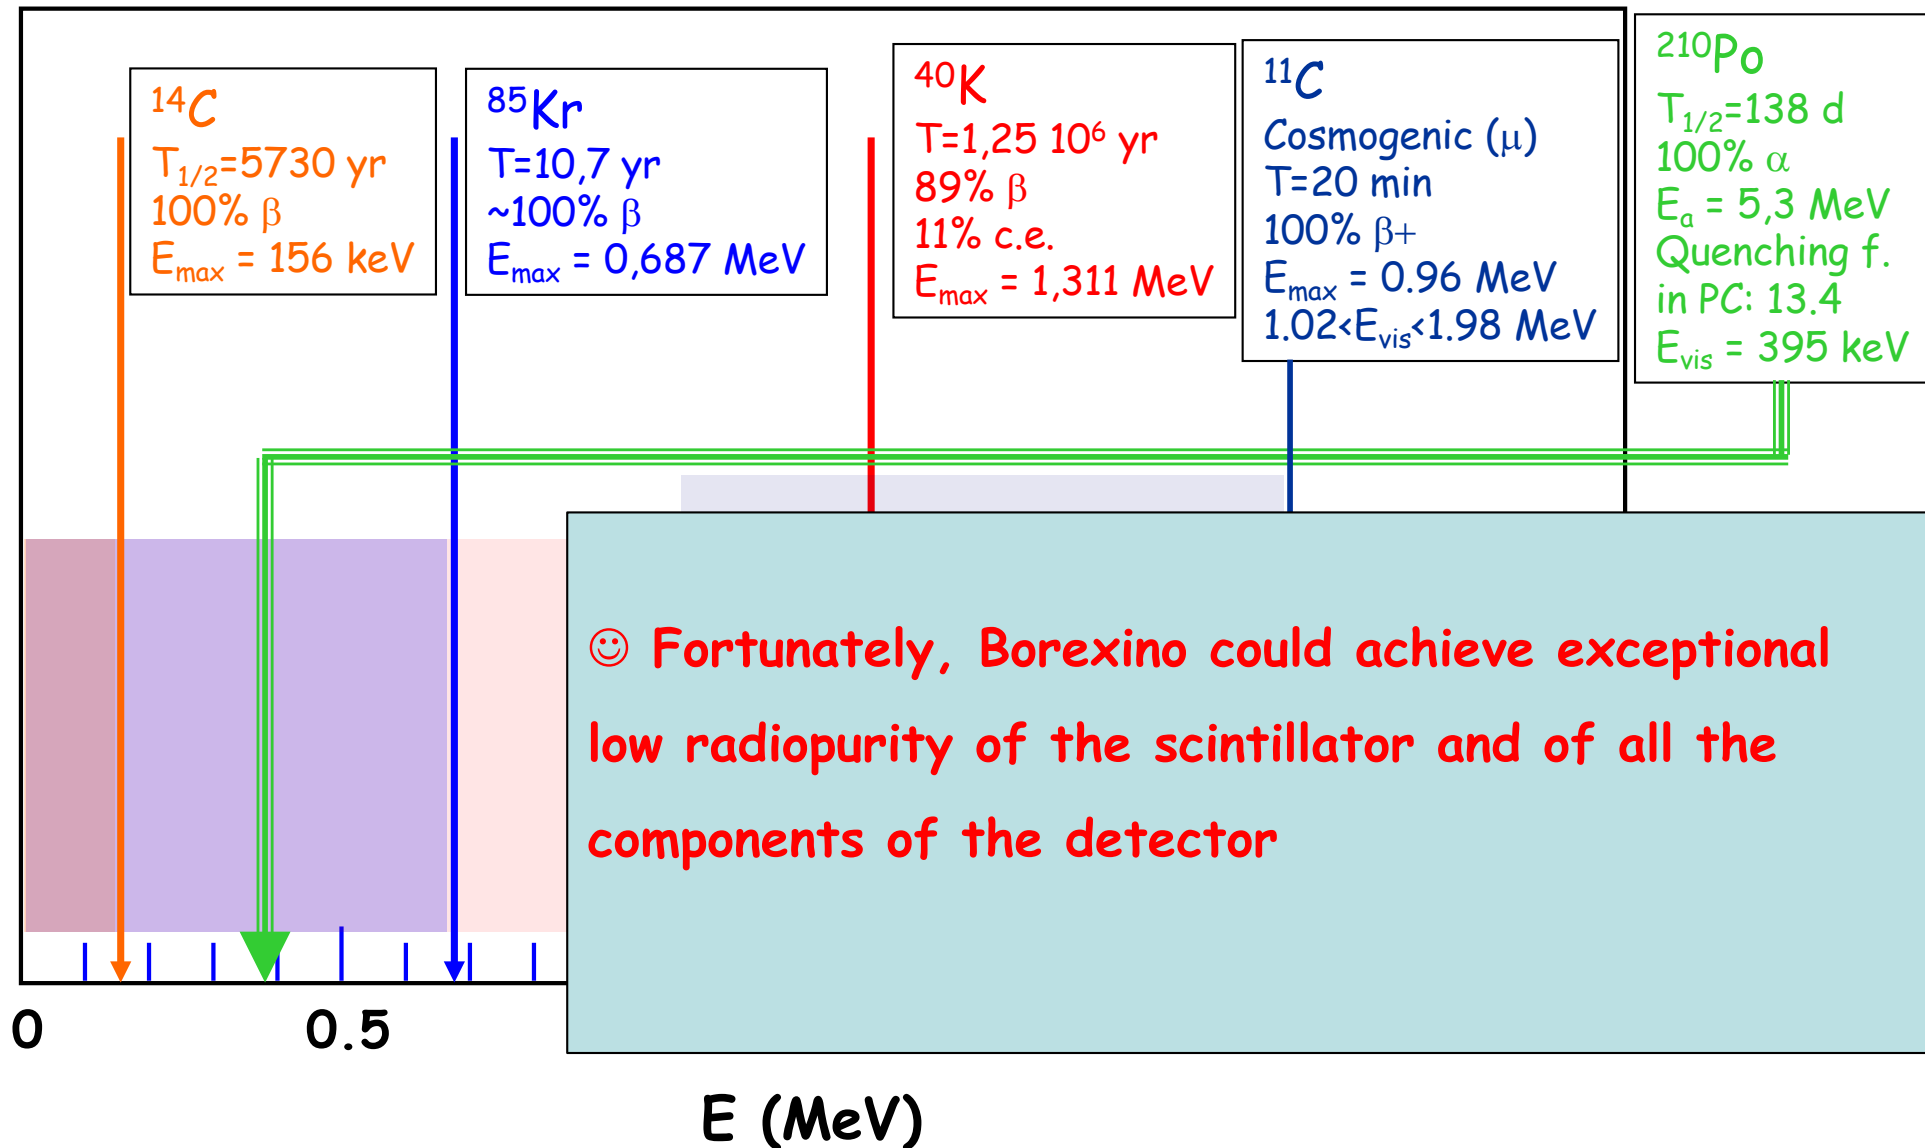 ¹⁴C
T₁/₂=5730 yr
100% β
Eₘₐₓ = 156 keV
⁸⁵Kr
T=10,7 yr
~100% β
Eₘₐₓ = 0,687 MeV
⁴⁰K
T=1,25 10⁶ yr
89% β
11% c.e.
Eₘₐₓ = 1,311 MeV
¹¹C
Cosmogenic (μ)
T=20 min
100% β+
Eₘₐₓ = 0.96 MeV
1.02<Eᵥᵢₛ<1.98 MeV
²¹⁰Po
T₁/₂=138 d
100% α
Eₐ = 5,3 MeV
Quenching f.
in PC: 13.4
Eᵥᵢₛ = 395 keV
☺ Fortunately, Borexino could achieve exceptional
low radiopurity of the scintillator and of all the
components of the detector
0 0.5
E (MeV)